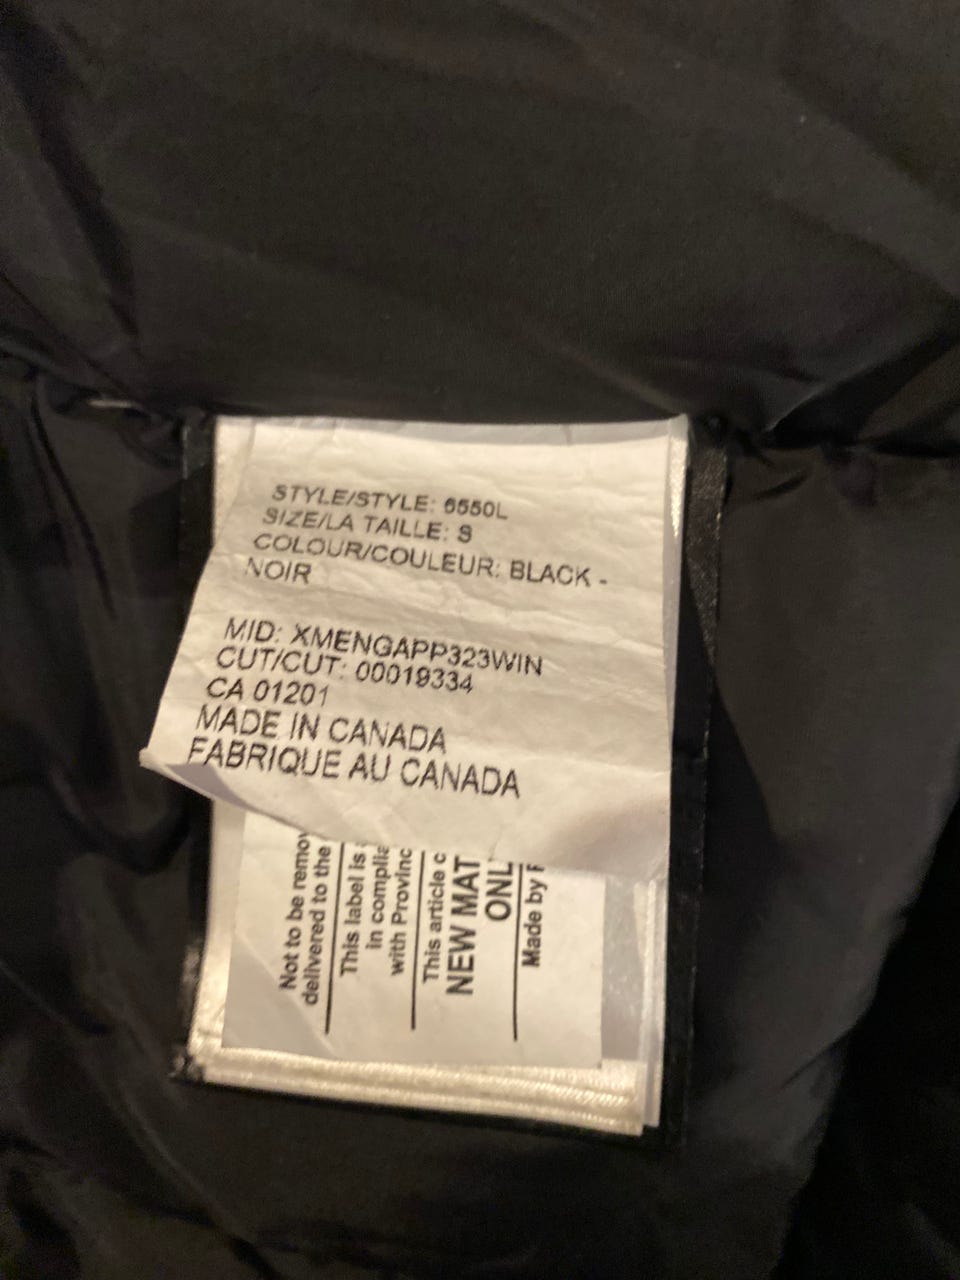 STYLE/STYLE: 6550L
SIZE/LA TAILLE: S
COLOUR/COULEUR: BLACK -
NOIR
MID: XMENGAPP323WIN
CUT/CUT: 00019334
CA 01201
MADE IN CANADA
FABRIQUE AU CANADA
Not to be remov
delivered to the
This label is
in complia
with Provinc
This article c
NEW MAT
ONL
Made by